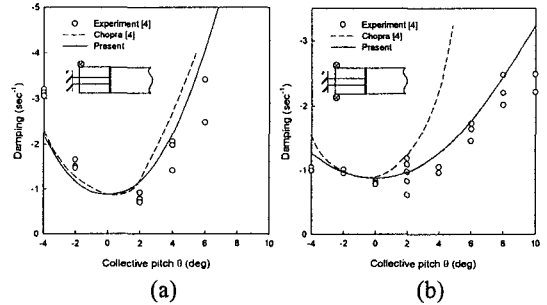 -5
-4
-3
-2
-1
0
Damping (sec⁻¹)
Experiment [4]
Chopra [4]
Present
-4 -2 0 2 4 6 8 10
Collective pitch θ (deg)
(a)
-3
-2
-1
0
Damping (sec⁻¹)
Experiment [4]
Chopra [4]
Present
-4 -2 0 2 4 6 8 10
Collective pitch θ (deg)
(b)